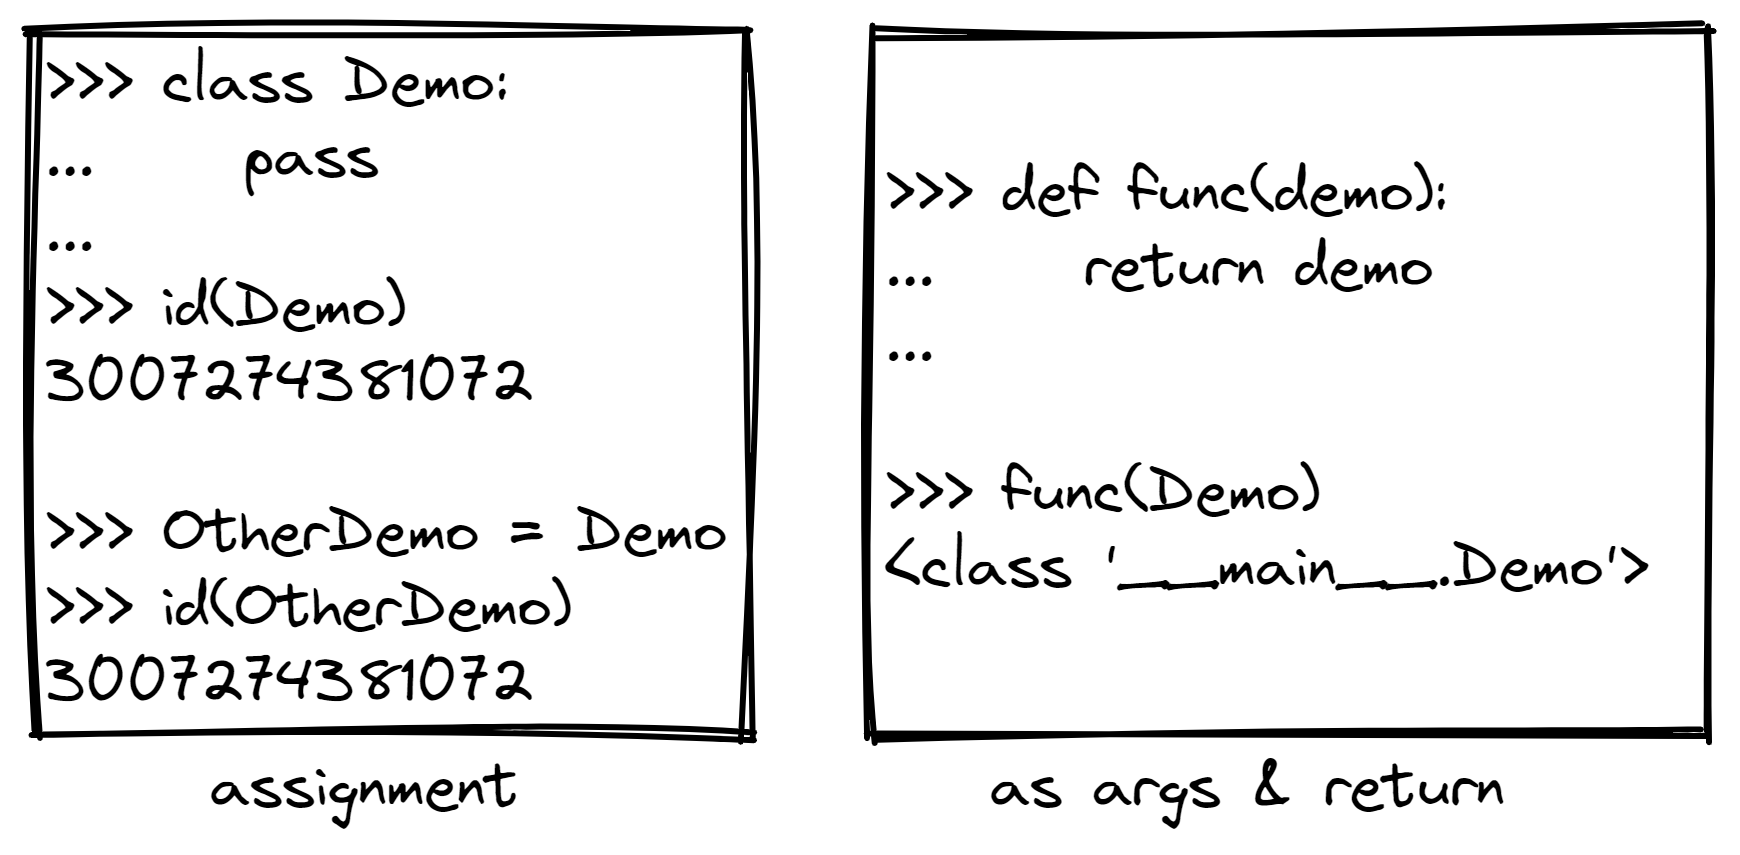 >>> class Demo:
...     pass
...
>>> id(Demo)
3007274381072
>>> OtherDemo = Demo
>>> id(OtherDemo)
3007274381072
assignment
>>> def func(demo):
...     return demo
...
>>> func(Demo)
<class '__main__.Demo'>
as args & return